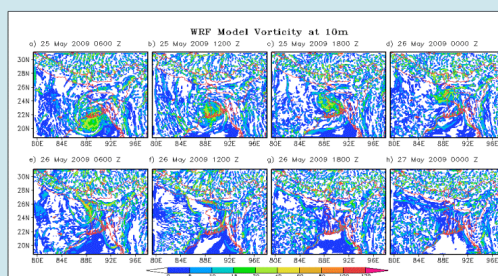 WRF Model Vorticity at 10m
a) 25 May 2009 0600 Z b) 25 May 2009 1200 Z c) 25 May 2009 1800 Z d) 26 May 2009 0000 Z
30N
28N
26N
24N
22N
20N
80E 84E 88E 92E 96E 80E 84E 88E 92E 96E 80E 84E 88E 92E 96E 80E 84E 88E 92E 96E
e) 26 May 2009 0600 Z f) 26 May 2009 1200 Z g) 26 May 2009 1800 Z h) 27 May 2009 0000 Z
30N
28N
26N
24N
22N
20N
80E 84E 88E 92E 96E 80E 84E 88E 92E 96E 80E 84E 88E 92E 96E 80E 84E 88E 92E 96E